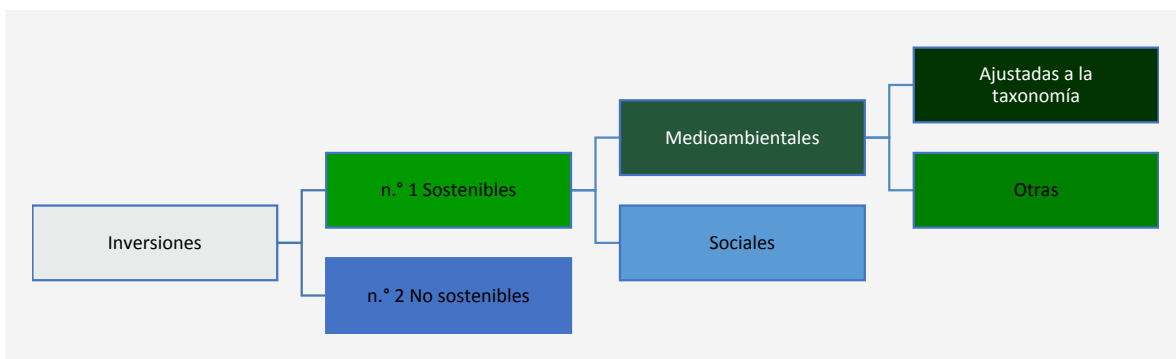 Ajustadas a la
taxonomía
Medioambientales
n.° 1 Sostenibles
Otras
Inversiones
Sociales
n.° 2 No sostenibles